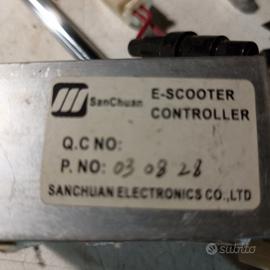 SanChuan
E-SCOOTER
CONTROLLER
Q.C NO:
P. NO: 03 08 28
SANCHUAN ELECTRONICS CO.,LTD
subito